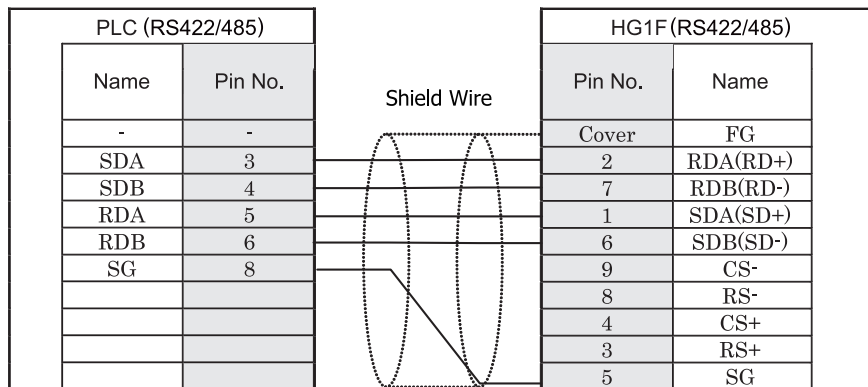 PLC (RS422/485) HG1F(RS422/485)
Name Pin No. Shield Wire Pin No. Name
- - Cover FG
SDA 3 2 RDA(RD+)
SDB 4 7 RDB(RD-)
RDA 5 1 SDA(SD+)
RDB 6 6 SDB(SD-)
SG 8 9 CS-
8 RS-
4 CS+
3 RS+
5 SG